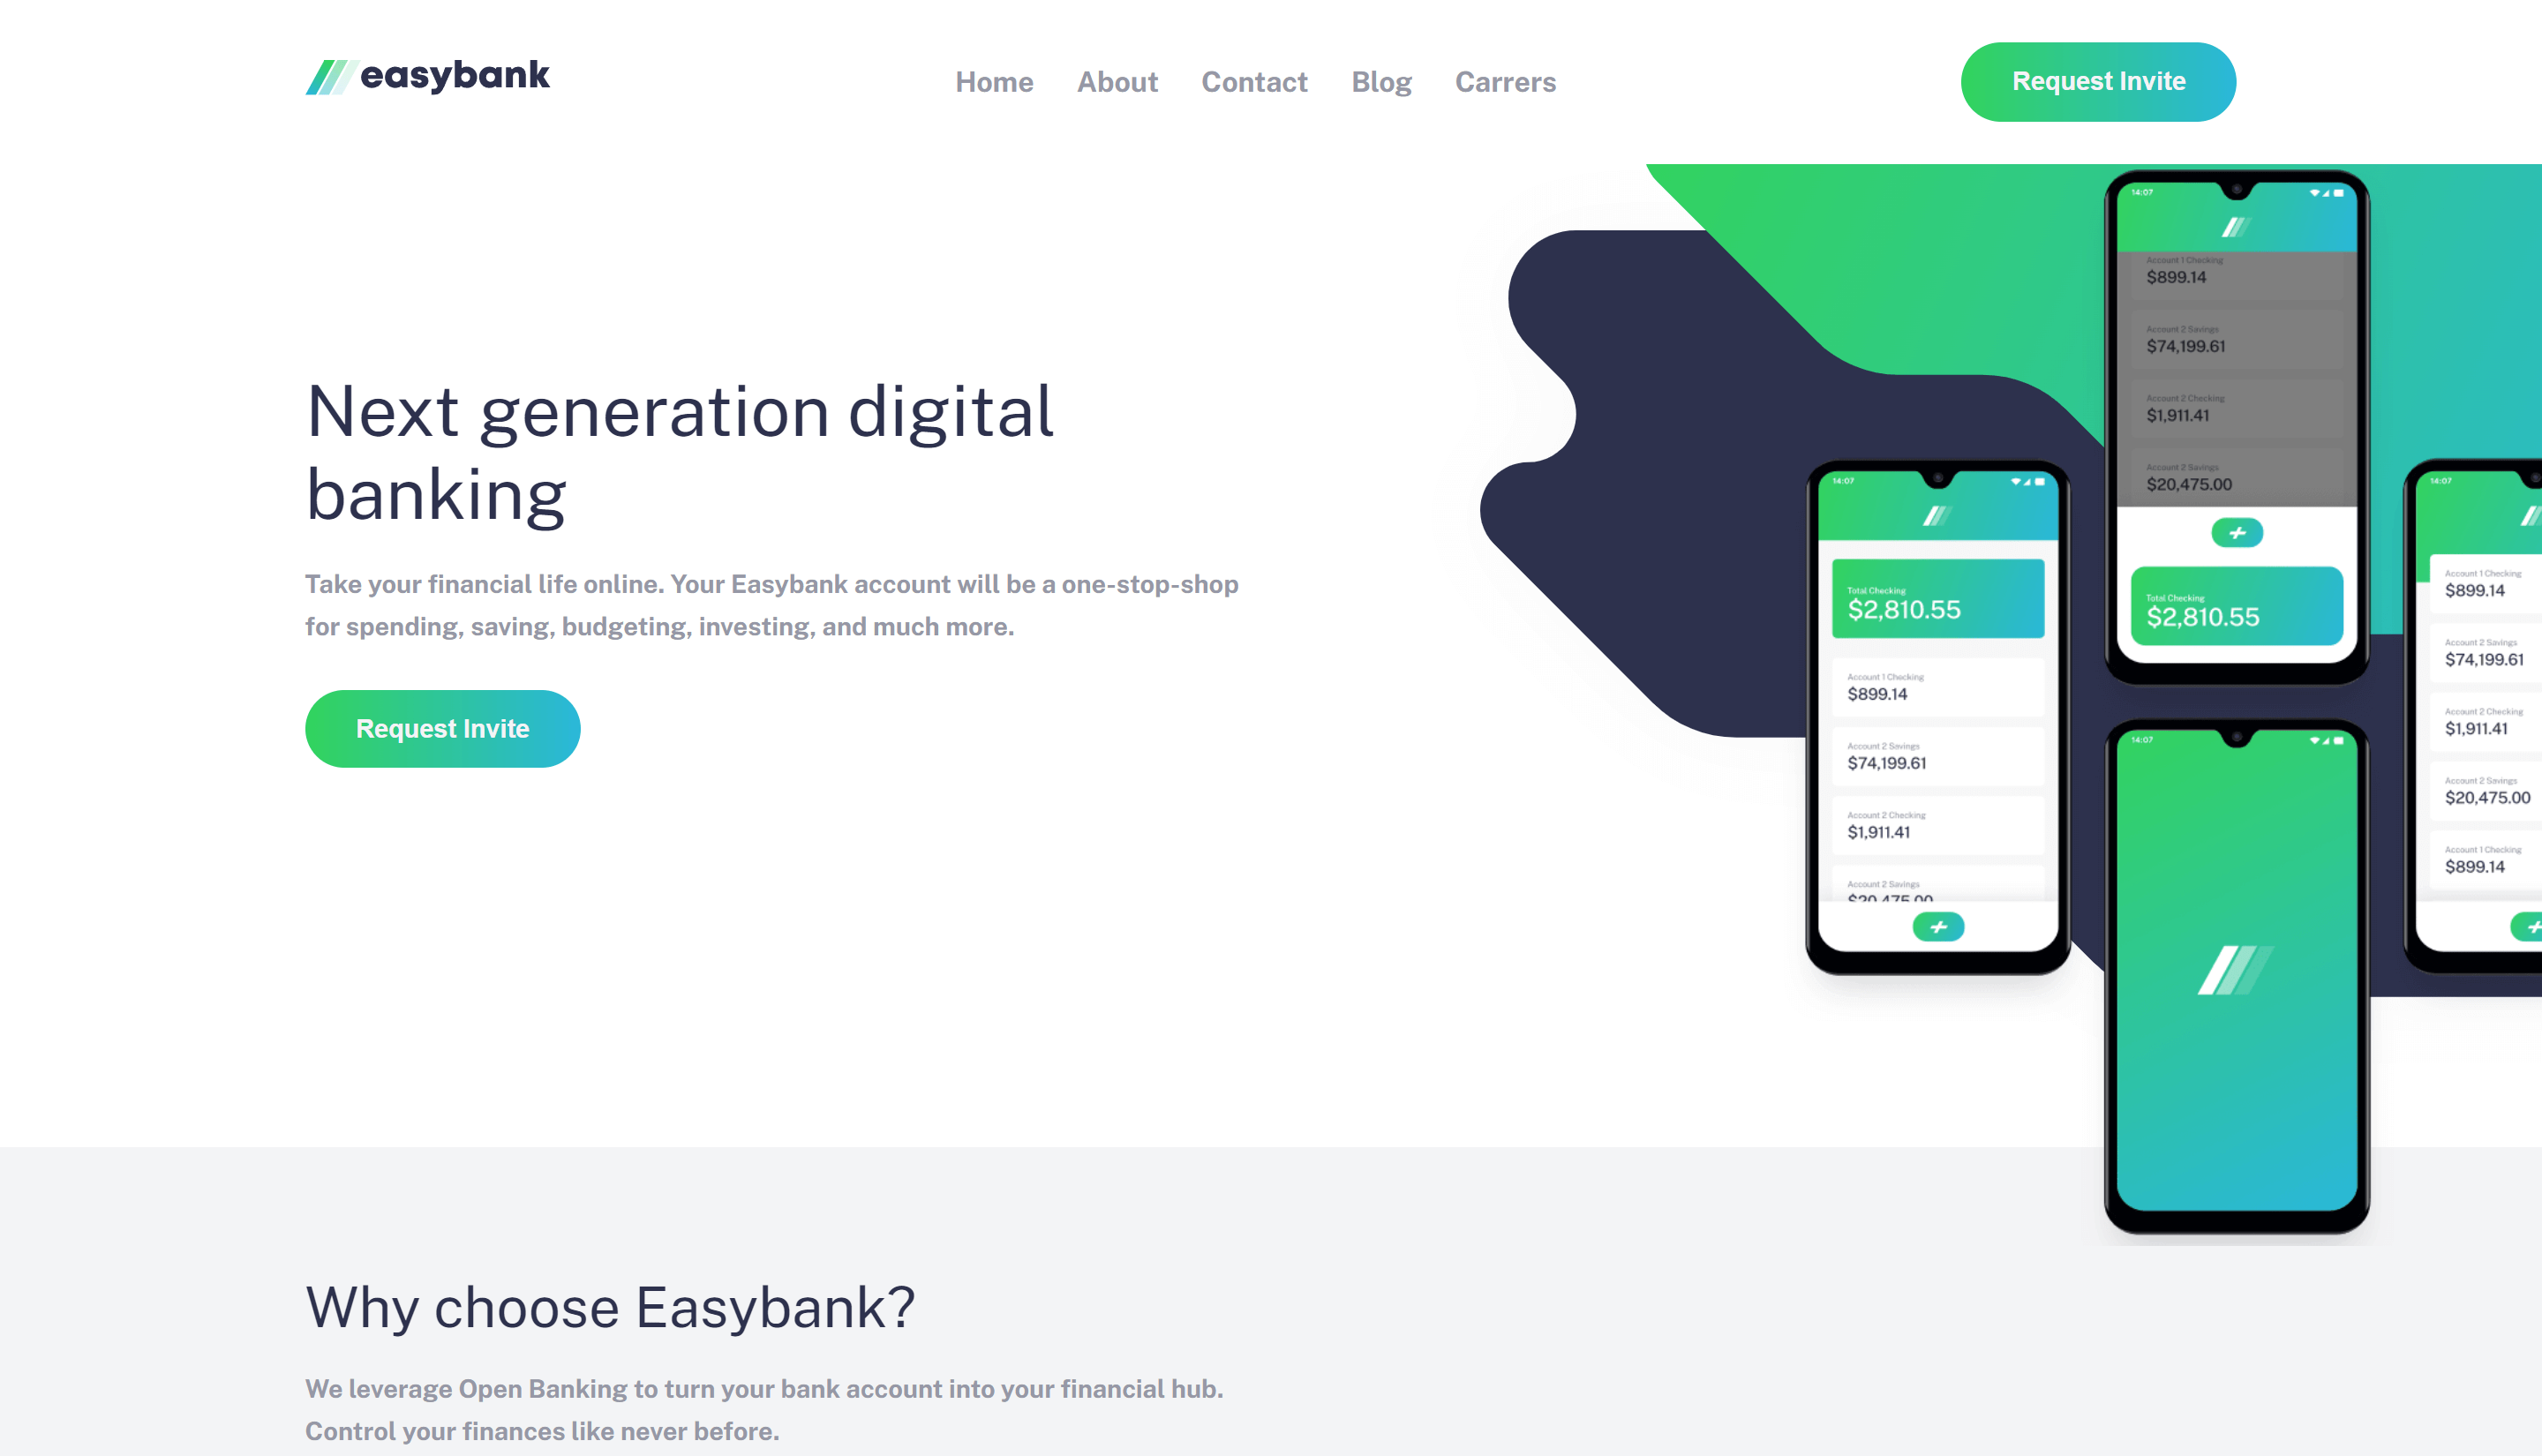 easybank
Home About Contact Blog Carrers
Request Invite
Next generation digital
banking
Take your financial life online. Your Easybank account will be a one-stop-shop
for spending, saving, budgeting, investing, and much more.
Request Invite
14:07
Account 1 Checking
$899.14
Account 2 Savings
$74,199.61
Account 2 Checking
$1,911.41
Account 2 Savings
$20,475.00
Total Checking
$2,810.55
14:07
Total Checking
$2,810.55
Account 1 Checking
$899.14
Account 2 Savings
$74,199.61
Account 2 Checking
$1,911.41
Account 2 Savings
$20,475.00
14:07
Account 1 Checking
$899.14
Account 2 Savings
$74,199.61
Account 2 Checking
$1,911.41
Account 2 Savings
$20,475.00
Account 1 Checking
$899.14
14:07
Why choose Easybank?
We leverage Open Banking to turn your bank account into your financial hub.
Control your finances like never before.